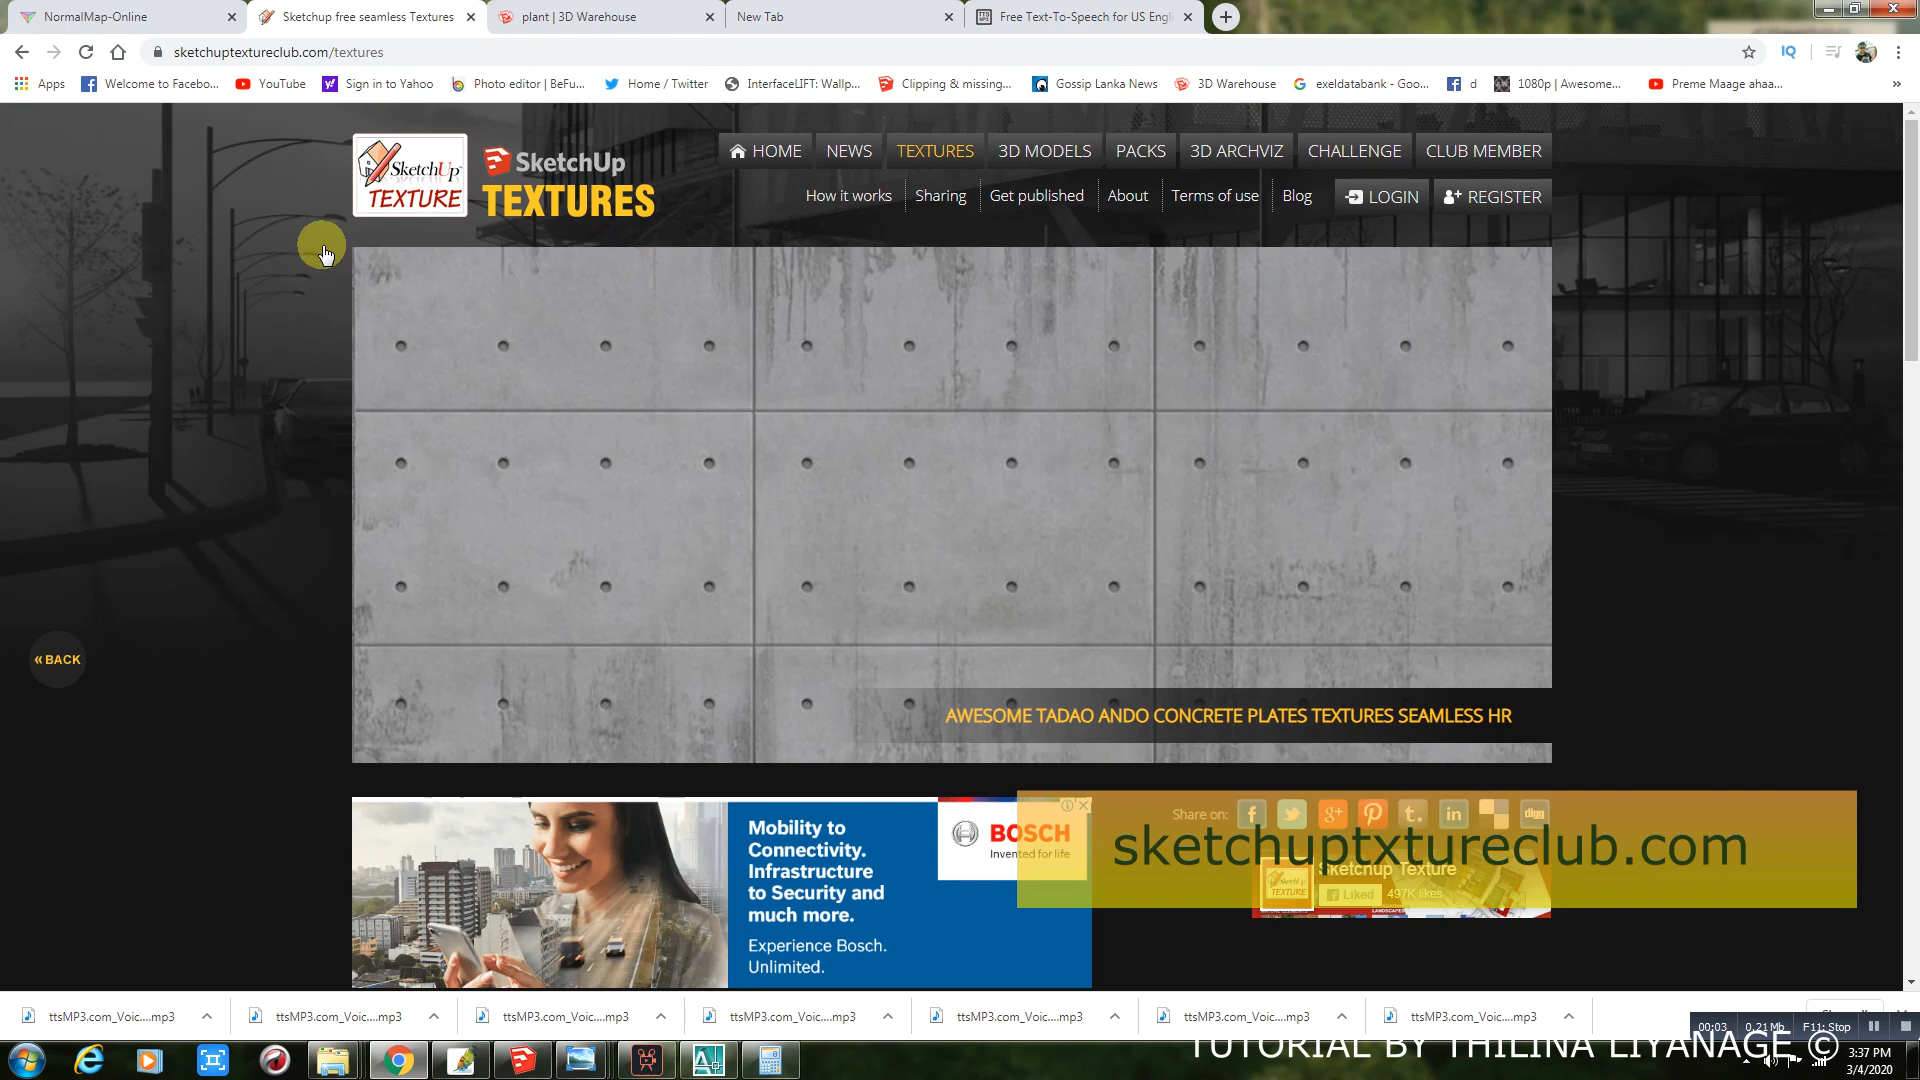 NormalMap-Online
Sketchup free seamless Textures
plant | 3D Warehouse
New Tab
Free Text-To-Speech for US Engli
sketchuptextureclub.com/textures
IQ
Apps
Welcome to Facebo...
YouTube
Sign in to Yahoo
Photo editor | BeFu...
Home / Twitter
InterfaceLIFT: Wallp...
Clipping & missing...
Gossip Lanka News
3D Warehouse
exeldatabank - Goo...
d
1080p | Awesome...
Preme Maage ahaa...
»
SketchUp
TEXTURE
SketchUp
TEXTURES
HOME
NEWS
TEXTURES
3D MODELS
PACKS
3D ARCHVIZ
CHALLENGE
CLUB MEMBER
How it works
Sharing
Get published
About
Terms of use
Blog
LOGIN
REGISTER
« BACK
AWESOME TADAO ANDO CONCRETE PLATES TEXTURES SEAMLESS HR
Mobility to
Connectivity.
Infrastructure
to Security and
much more.
Experience Bosch.
Unlimited.
BOSCH
Invented for life
Share on:
digg
sketchuptxtureclub.com
Sketchup Texture
Liked
497K likes
ttsMP3.com_Voic....mp3
ttsMP3.com_Voic....mp3
ttsMP3.com_Voic....mp3
ttsMP3.com_Voic....mp3
ttsMP3.com_Voic....mp3
ttsMP3.com_Voic....mp3
ttsMP3.com_Voic....mp3
00:03
0.21 Mb
F11: Stop
TUTORIAL BY THILINA LIYANAGE ©
3:37 PM
3/4/2020